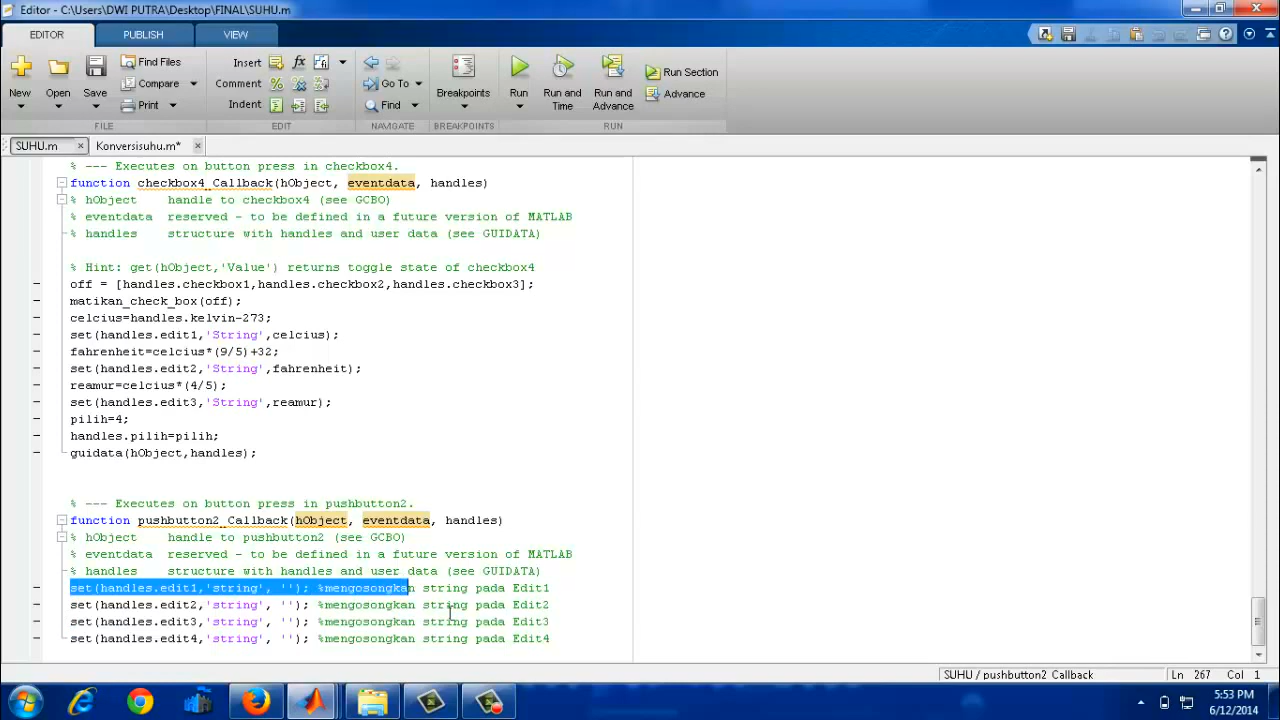 Editor - C:\Users\DWI PUTRA\Desktop\FINAL\SUHU.m
EDITOR PUBLISH VIEW
New Open Save Find Files Compare Print
Insert Comment Indent
Go To Find
Breakpoints
Run Run and Time Run and Advance Run Section Advance
FILE EDIT NAVIGATE BREAKPOINTS RUN
SUHU.m Konversisuhu.m*
% --- Executes on button press in checkbox4.
function checkbox4_Callback(hObject, eventdata, handles)
% hObject    handle to checkbox4 (see GCBO)
% eventdata  reserved - to be defined in a future version of MATLAB
% handles    structure with handles and user data (see GUIDATA)
% Hint: get(hObject,'Value') returns toggle state of checkbox4
off = [handles.checkbox1,handles.checkbox2,handles.checkbox3];
matikan_check_box(off);
celcius=handles.kelvin-273;
set(handles.edit1,'String',celcius);
fahrenheit=celcius*(9/5)+32;
set(handles.edit2,'String',fahrenheit);
reamur=celcius*(4/5);
set(handles.edit3,'String',reamur);
pilih=4;
handles.pilih=pilih;
guidata(hObject,handles);
% --- Executes on button press in pushbutton2.
function pushbutton2_Callback(hObject, eventdata, handles)
% hObject    handle to pushbutton2 (see GCBO)
% eventdata  reserved - to be defined in a future version of MATLAB
% handles    structure with handles and user data (see GUIDATA)
set(handles.edit1,'string', ''); %mengosongkan string pada Edit1
set(handles.edit2,'string', ''); %mengosongkan string pada Edit2
set(handles.edit3,'string', ''); %mengosongkan string pada Edit3
set(handles.edit4,'string', ''); %mengosongkan string pada Edit4
SUHU / pushbutton2_Callback Ln 267 Col 1
5:53 PM
6/12/2014